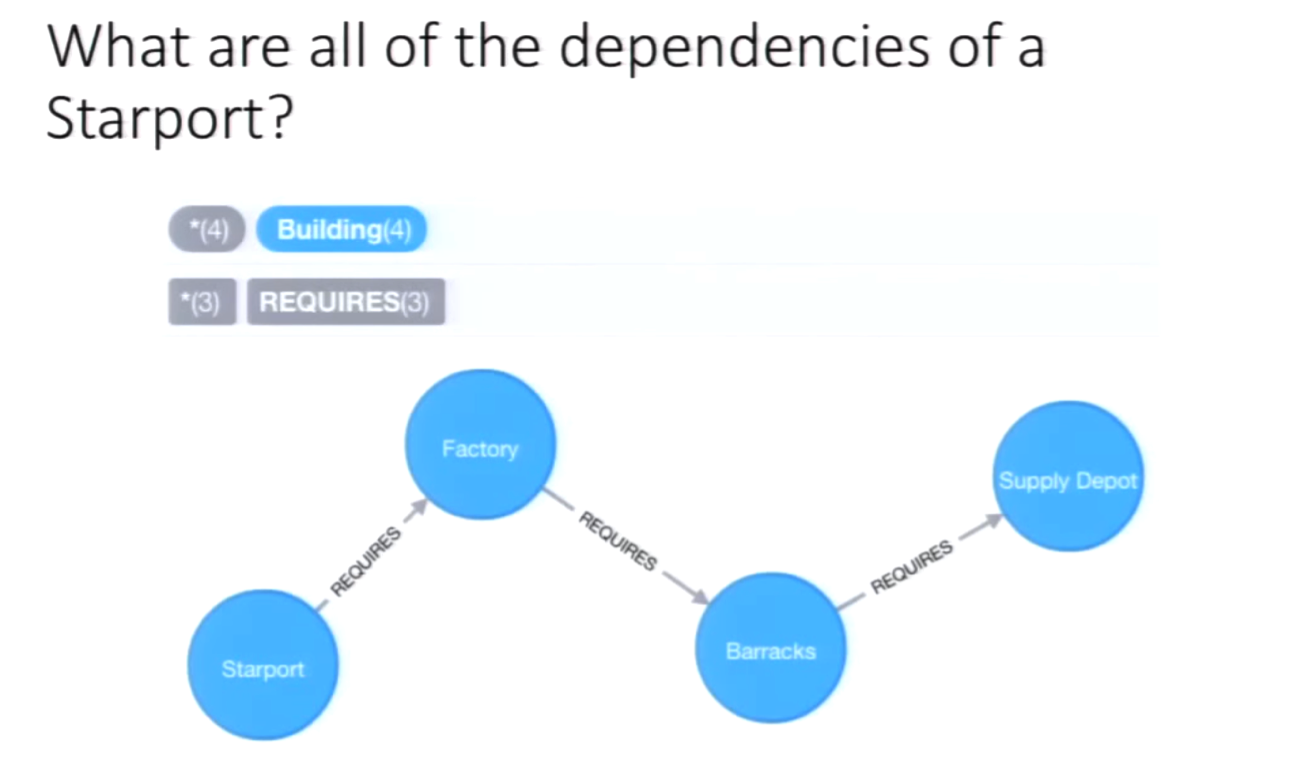 What are all of the dependencies of a
Starport?
*(4) Building(4)
*(3) REQUIRES(3)
Factory
Supply Depot
REQUIRES
REQUIRES
REQUIRES
Barracks
Starport